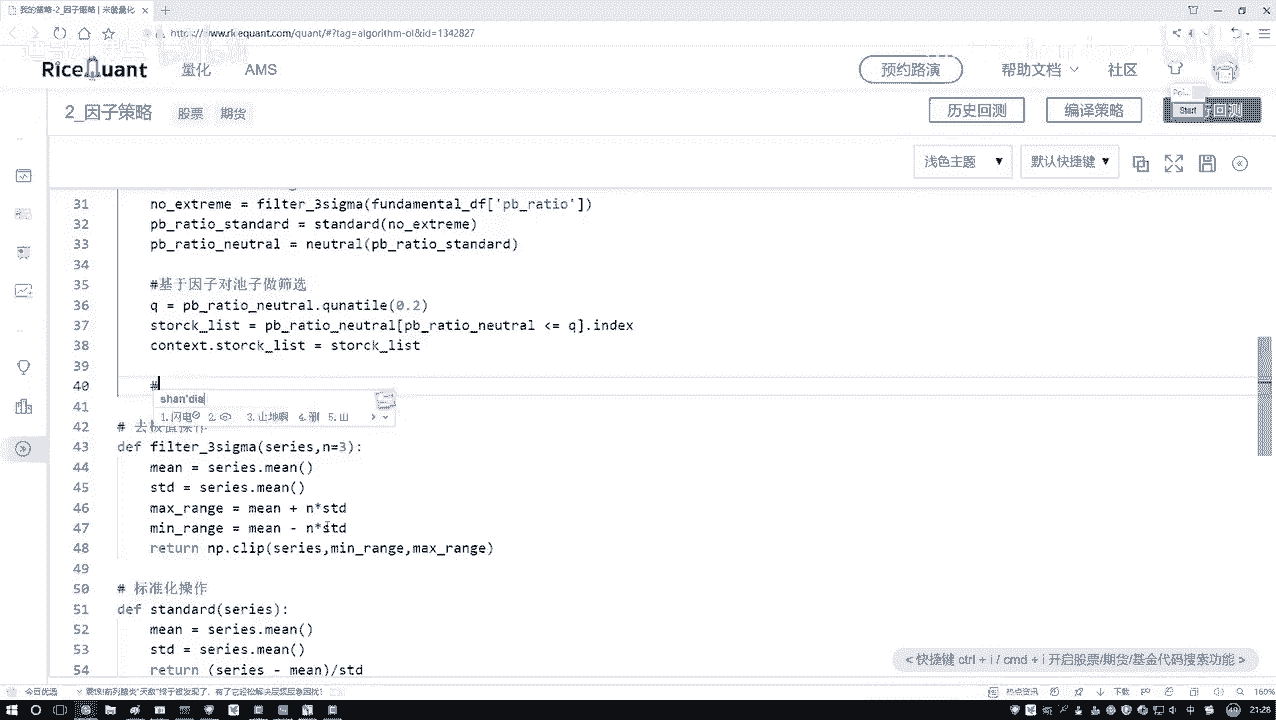 我的策略-2_因子策略 | 米筐量化
www.ricequant.com/quant/#?tag=algorithm-ol&id=1342827
RiceQuant 量化 AMS 预约路演 帮助文档 社区
2_因子策略 股票 期货 历史回测 编译策略
Start
浅色主题 默认快捷键
31 no_extreme = filter_3sigma(fundamental_df['pb_ratio'])
32 pb_ratio_standard = standard(no_extreme)
33 pb_ratio_neutral = neutral(pb_ratio_standard)
34
35 #基于因子对池子做筛选
36 q = pb_ratio_neutral.qunatile(0.2)
37 storck_list = pb_ratio_neutral[pb_ratio_neutral <= q].index
38 context.storck_list = storck_list
39
40 #
shan'dia
41 1.闪电 2. 3.山地啊 4. 5.山
42 # 去极值操作
43 def filter_3sigma(series,n=3):
44 mean = series.mean()
45 std = series.mean()
46 max_range = mean + n*std
47 min_range = mean - n*std
48 return np.clip(series,min_range,max_range)
49
50 # 标准化操作
51 def standard(series):
52 mean = series.mean()
53 std = series.mean()
54 return (series - mean)/std
< 快捷键 ctrl + i / cmd + i 开启股票/期货/基金代码搜索功能 >
今日优选 热点资讯 下载 169%
中 21:28